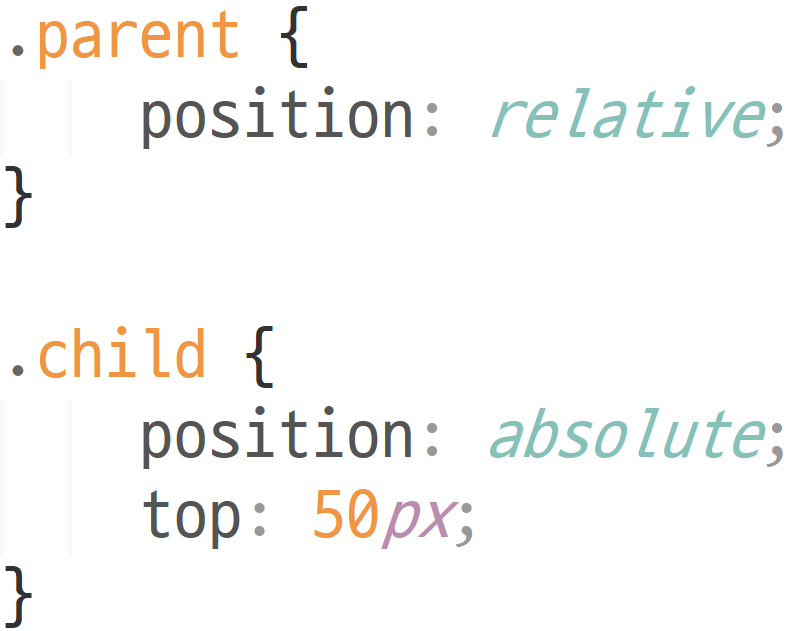 .parent {
    position: relative;
}

.child {
    position: absolute;
    top: 50px;
}